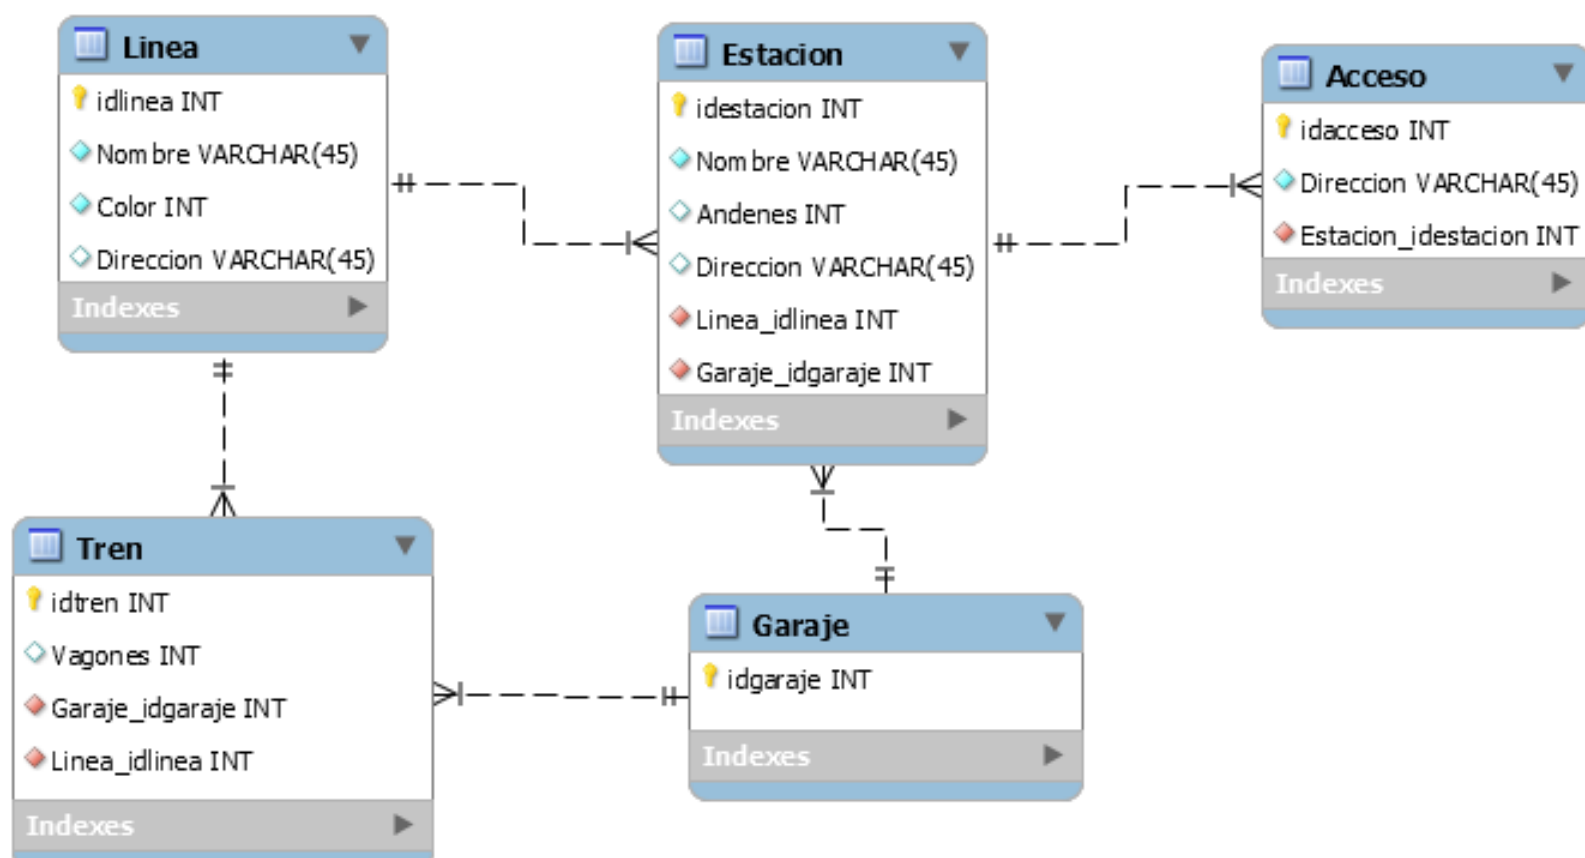 Linea
idlinea INT
Nombre VARCHAR(45)
Color INT
Direccion VARCHAR(45)
Indexes
Estacion
idestacion INT
Nombre VARCHAR(45)
Andenes INT
Direccion VARCHAR(45)
Linea_idlinea INT
Garaje_idgaraje INT
Indexes
Acceso
idacceso INT
Direccion VARCHAR(45)
Estacion_idestacion INT
Indexes
Tren
idtren INT
Vagones INT
Garaje_idgaraje INT
Linea_idlinea INT
Indexes
Garaje
idgaraje INT
Indexes